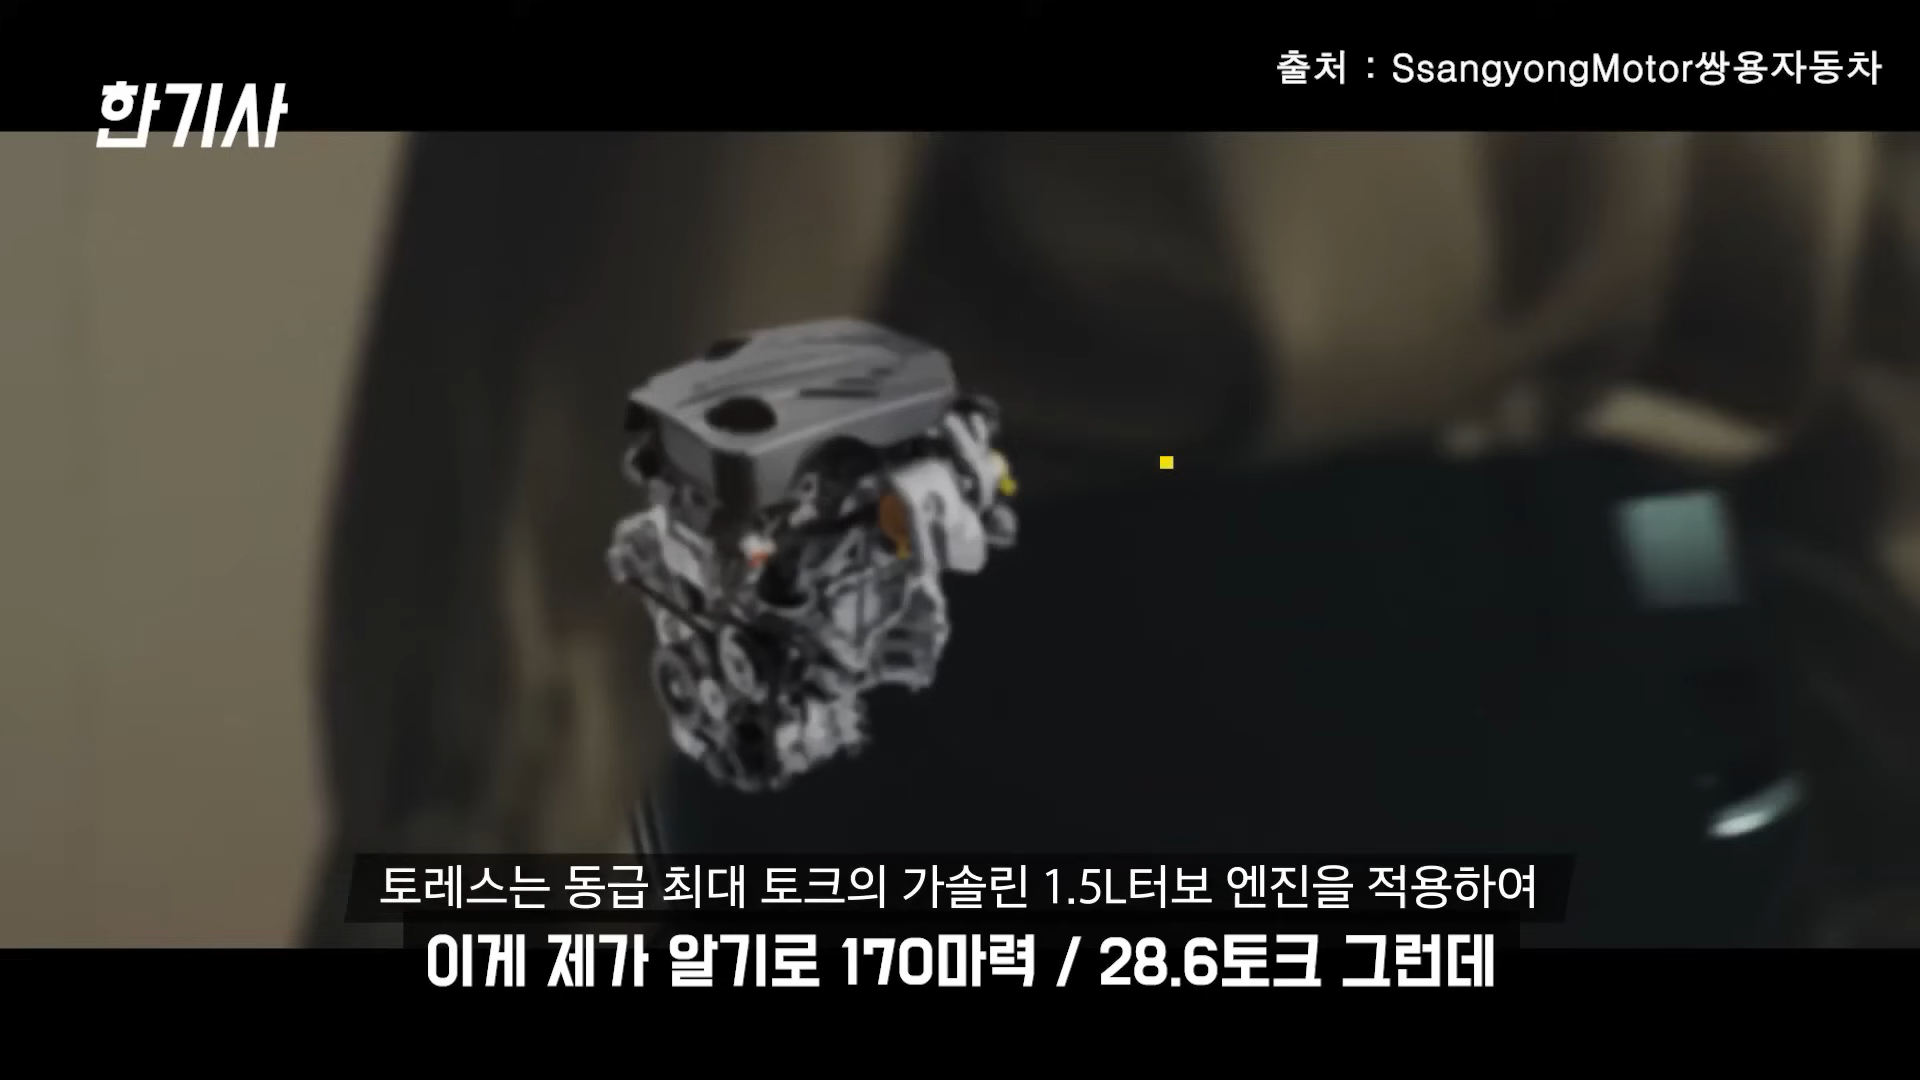 출처 : SsangyongMotor쌍용자동차
한기사
토레스는 동급 최대 토크의 가솔린 1.5L터보 엔진을 적용하여
이게 제가 알기로 170마력 / 28.6토크 그런데